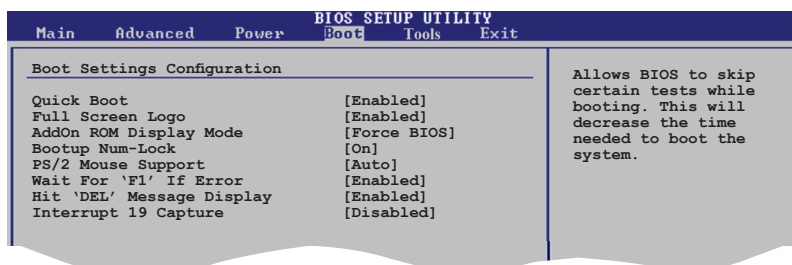 BIOS SETUP UTILITY
Main Advanced Power Boot Tools Exit
Boot Settings Configuration
Quick Boot [Enabled]
Full Screen Logo [Enabled]
AddOn ROM Display Mode [Force BIOS]
Bootup Num-Lock [On]
PS/2 Mouse Support [Auto]
Wait For ‘F1’ If Error [Enabled]
Hit ‘DEL’ Message Display [Enabled]
Interrupt 19 Capture [Disabled]
Allows BIOS to skip
certain tests while
booting. This will
decrease the time
needed to boot the
system.